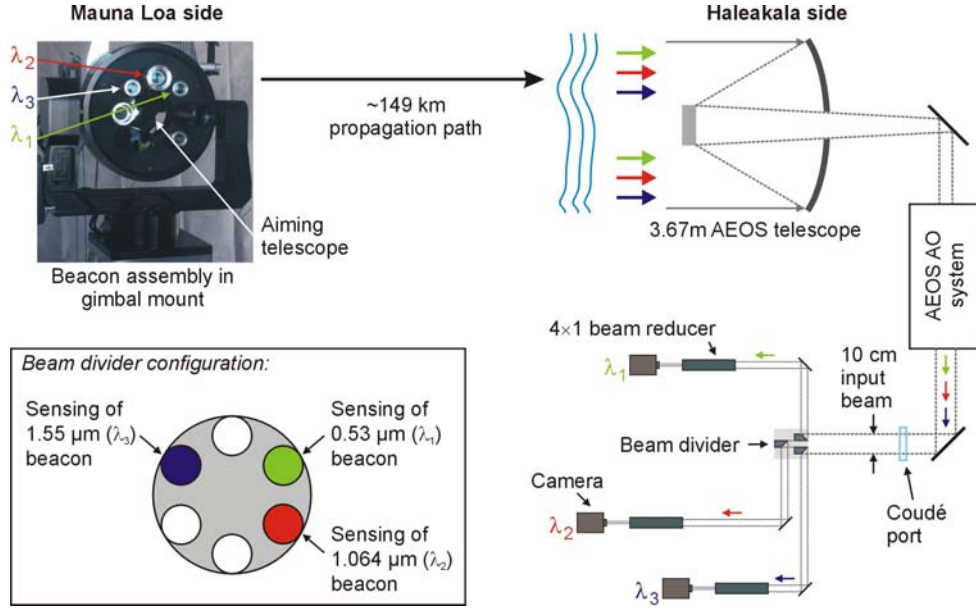 Mauna Loa side
λ2
λ3
λ1
Aiming
telescope
Beacon assembly in
gimbal mount
~149 km
propagation path
Haleakala side
3.67m AEOS telescope
AEOS AO
system
4×1 beam reducer
λ1
10 cm
input
beam
Beam divider
Camera
λ2
Coudé
port
λ3
Beam divider configuration:
Sensing of
1.55 µm (λ3)
beacon
Sensing of
0.53 µm (λ1)
beacon
Sensing of
1.064 µm (λ2)
beacon